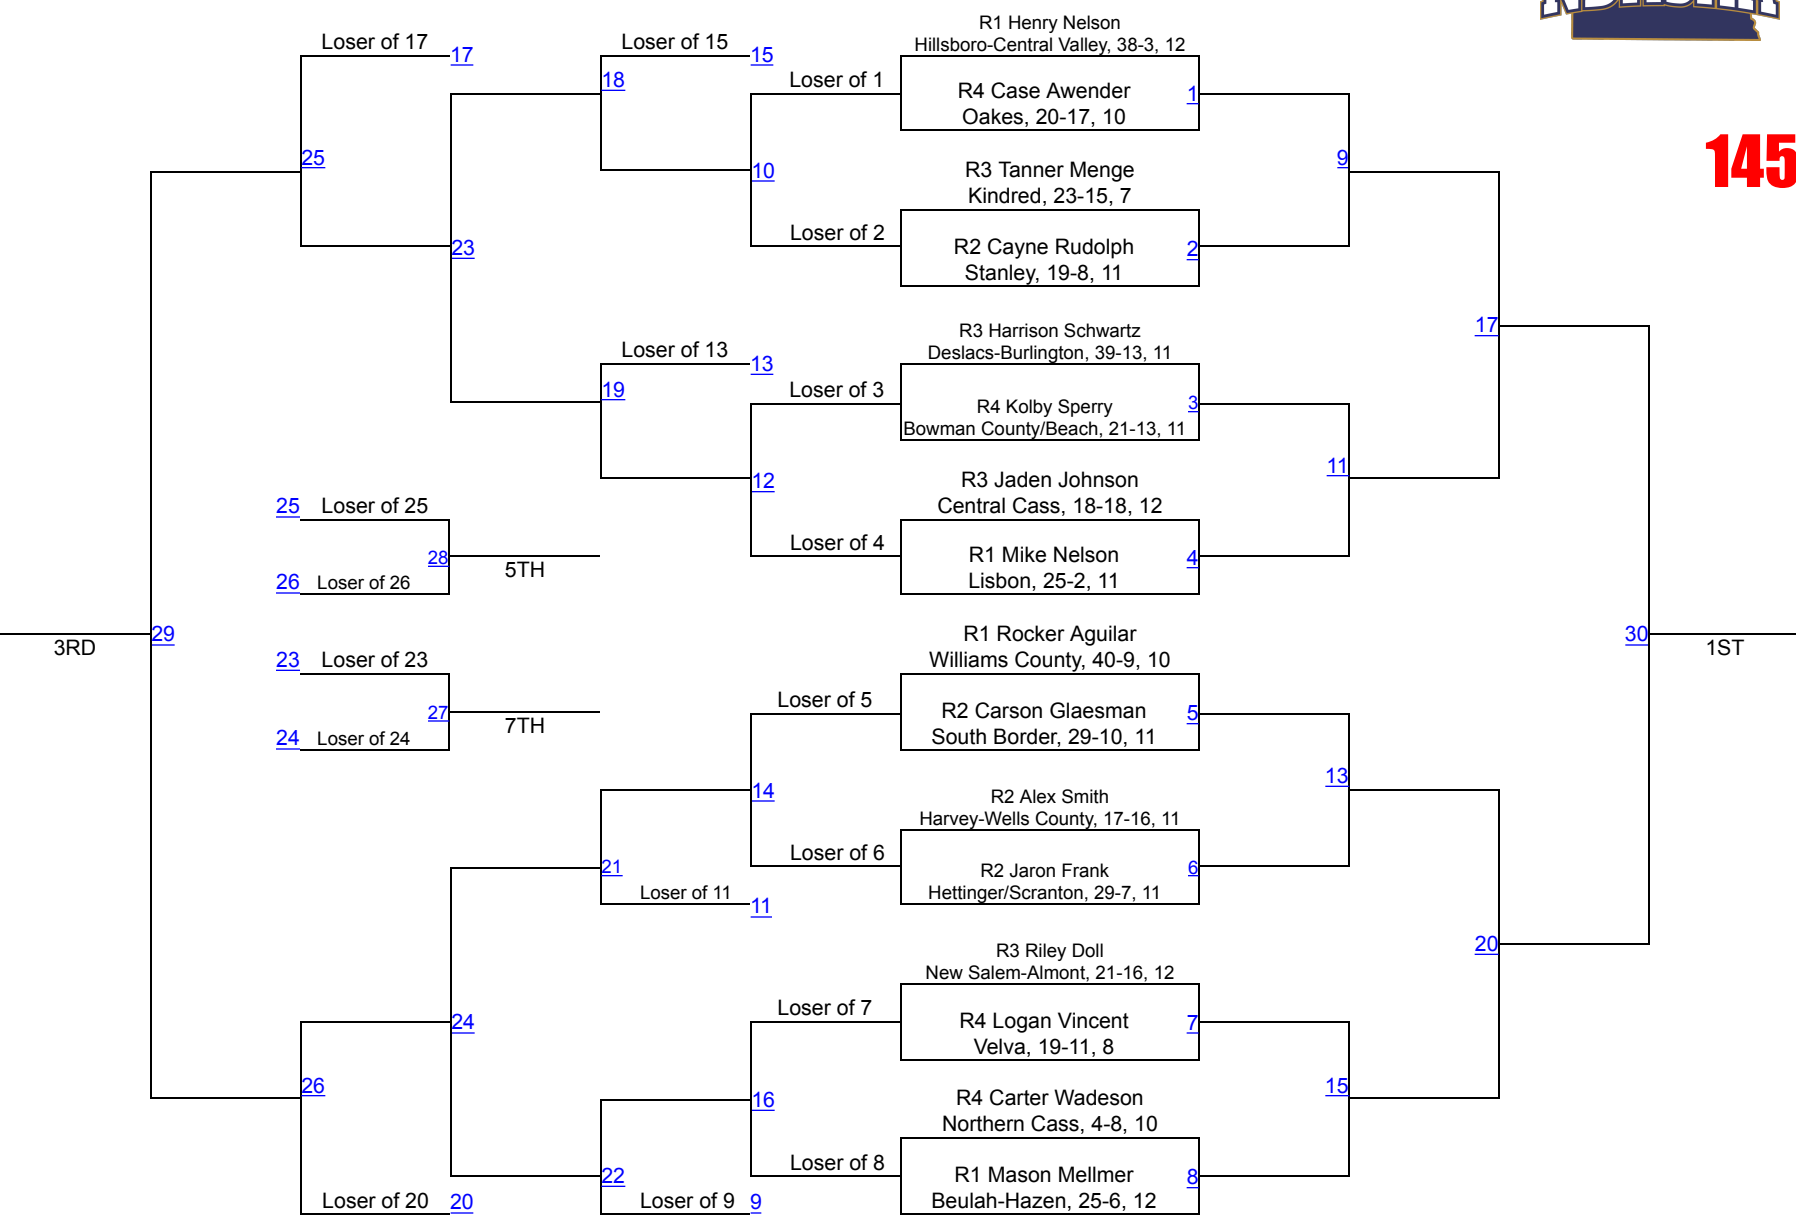 NDHSAA
145
R1 Henry Nelson
Hillsboro-Central Valley, 38-3, 12
R4 Case Awender
Oakes, 20-17, 10
1
R3 Tanner Menge
Kindred, 23-15, 7
R2 Cayne Rudolph
Stanley, 19-8, 11
2
R3 Harrison Schwartz
Deslacs-Burlington, 39-13, 11
R4 Kolby Sperry
Bowman County/Beach, 21-13, 11
3
R3 Jaden Johnson
Central Cass, 18-18, 12
R1 Mike Nelson
Lisbon, 25-2, 11
4
R1 Rocker Aguilar
Williams County, 40-9, 10
R2 Carson Glaesman
South Border, 29-10, 11
5
R2 Alex Smith
Harvey-Wells County, 17-16, 11
R2 Jaron Frank
Hettinger/Scranton, 29-7, 11
6
R3 Riley Doll
New Salem-Almont, 21-16, 12
R4 Logan Vincent
Velva, 19-11, 8
7
R4 Carter Wadeson
Northern Cass, 4-8, 10
R1 Mason Mellmer
Beulah-Hazen, 25-6, 12
8
9
11
13
15
17
20
30
1ST
Loser of 1
Loser of 2
10
Loser of 3
Loser of 4
12
Loser of 5
Loser of 6
14
Loser of 7
Loser of 8
16
Loser of 15
15
18
Loser of 13
13
19
21
Loser of 11
11
22
Loser of 9
9
23
24
Loser of 17
17
25
26
Loser of 20
20
25
Loser of 25
28
5TH
26
Loser of 26
23
Loser of 23
27
7TH
24
Loser of 24
29
3RD